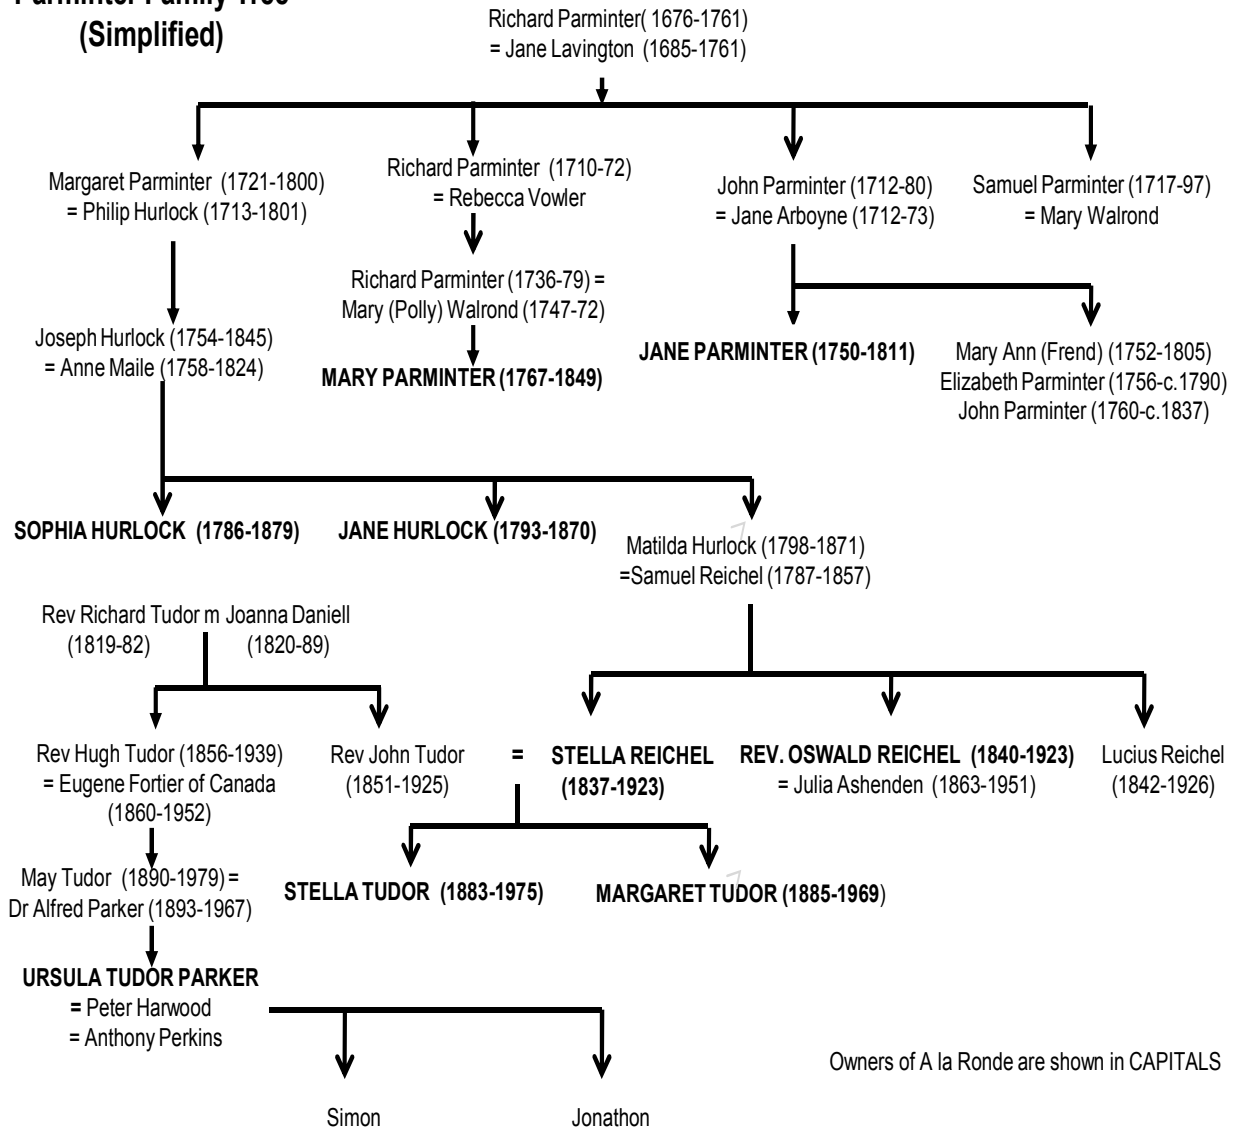 Parminter Family Tree
(Simplified)
Richard Parminter( 1676-1761)
= Jane Lavington (1685-1761)
Margaret Parminter (1721-1800)
= Philip Hurlock (1713-1801)
Richard Parminter (1710-72)
= Rebecca Vowler
John Parminter (1712-80)
= Jane Arboyne (1712-73)
Samuel Parminter (1717-97)
= Mary Walrond
Richard Parminter (1736-79) =
Mary (Polly) Walrond (1747-72)
Joseph Hurlock (1754-1845)
= Anne Maile (1758-1824)
MARY PARMINTER (1767-1849)
JANE PARMINTER (1750-1811)
Mary Ann (Frend) (1752-1805)
Elizabeth Parminter (1756-c.1790)
John Parminter (1760-c.1837)
SOPHIA HURLOCK (1786-1879)
JANE HURLOCK (1793-1870)
Matilda Hurlock (1798-1871)
=Samuel Reichel (1787-1857)
Rev Richard Tudor m Joanna Daniell
(1819-82) (1820-89)
Rev Hugh Tudor (1856-1939)
= Eugene Fortier of Canada
(1860-1952)
Rev John Tudor
(1851-1925)
=
STELLA REICHEL
(1837-1923)
REV. OSWALD REICHEL (1840-1923)
= Julia Ashenden (1863-1951)
Lucius Reichel
(1842-1926)
May Tudor (1890-1979) =
Dr Alfred Parker (1893-1967)
STELLA TUDOR (1883-1975)
MARGARET TUDOR (1885-1969)
URSULA TUDOR PARKER
= Peter Harwood
= Anthony Perkins
Owners of A la Ronde are shown in CAPITALS
Simon
Jonathon